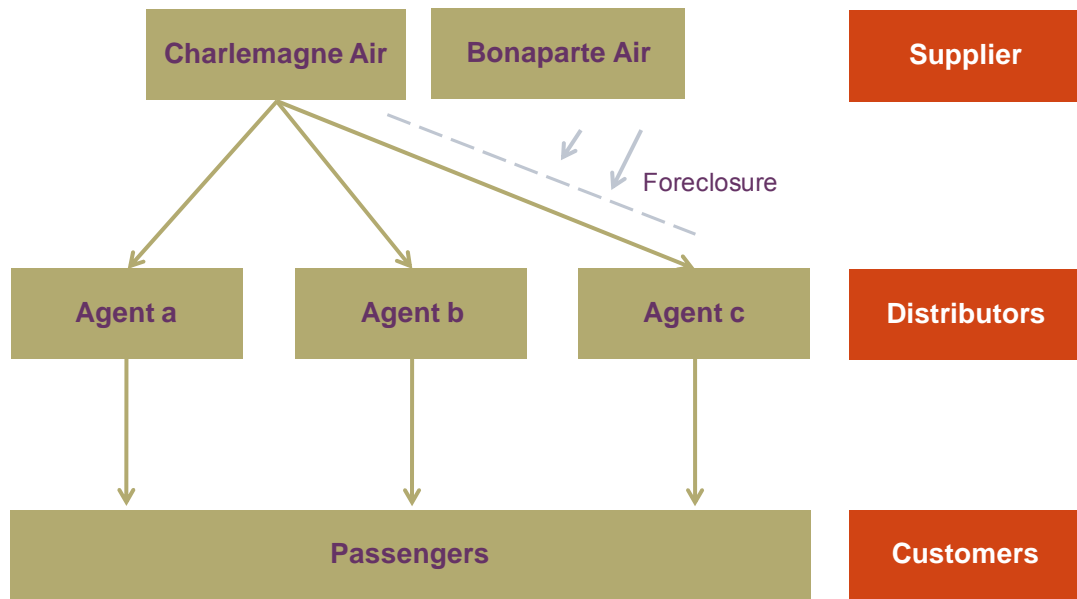 Charlemagne Air
Bonaparte Air
Supplier
Foreclosure
Agent a
Agent b
Agent c
Distributors
Passengers
Customers